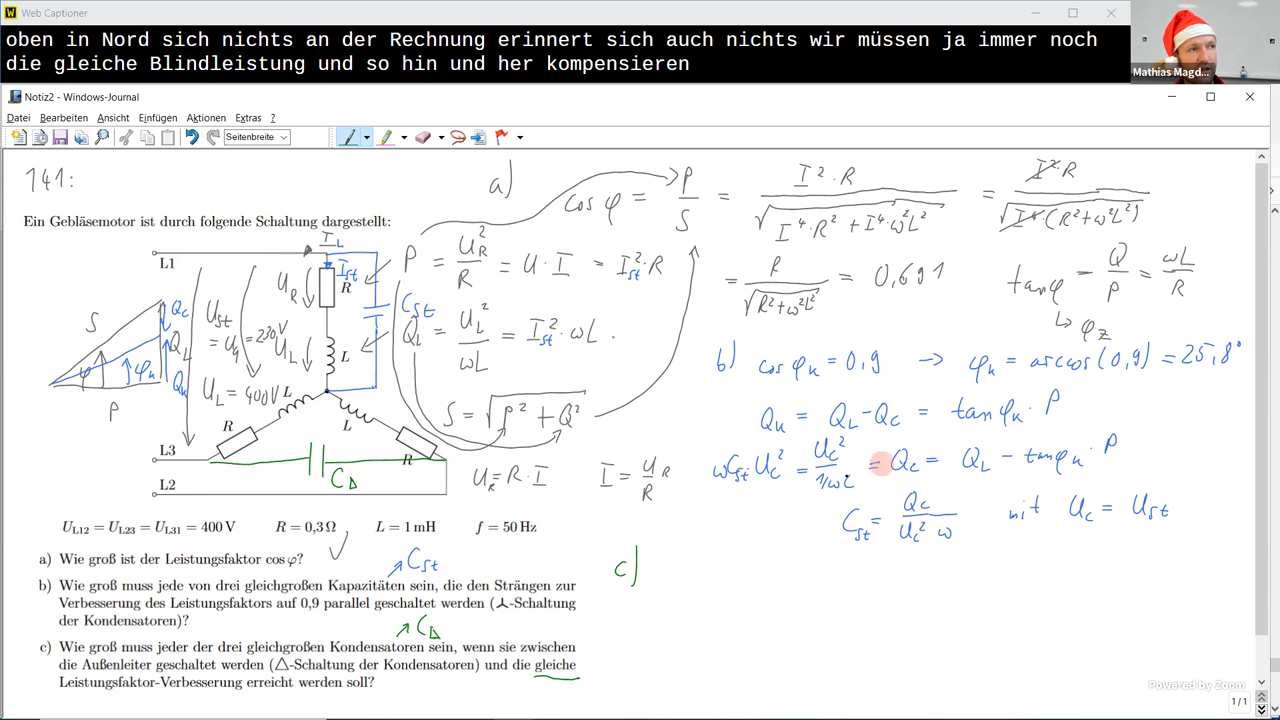 Web Captioner
oben in Nord sich nichts an der Rechnung erinnert sich auch nichts wir müssen ja immer noch
die gleiche Blindleistung und so hin und her kompensieren
Mathias Magd...
Notiz2 - Windows-Journal
Datei Bearbeiten Ansicht Einfügen Aktionen Extras ?
Seitenbreite
141:
Ein Gebläsemotor ist durch folgende Schaltung dargestellt:
L1
I_L
I_St
U_R
R
C_St
U_St = U_q = 230V
U_L
L
U_L = 400V
S
φ
φ_k
P
Q_C
Q_L
Q_k
L
L
R
R
L3
L2
C_Δ
P = U_R²/R = U · I = I_St² · R
Q_L = U_L²/ωL = I_St² · ωL
S = √(P² + Q²)
U_R = R · I I = U_R/R
a) cos φ = P/S = I² · R / √(I⁴ · R² + I⁴ · ω²L²) = I² · R / √(I⁴ (R² + ω²L²))
= R / √(R² + ω²L²) = 0,691 tan φ = Q/P = ωL/R
↳ φ_Z
b) cos φ_k = 0,9 → φ_k = arccos(0,9) = 25,8°
Q_k = Q_L - Q_C = tan φ_k · P
ωC_St U_C² = U_C² / 1/ωC = Q_C = Q_L - tan φ_k · P
C_St = Q_C / U_C² ω mit U_C = U_St
c)
U_L12 = U_L23 = U_L31 = 400 V R = 0,3 Ω L = 1 mH f = 50 Hz
a) Wie groß ist der Leistungsfaktor cos φ?
↗ C_St
b) Wie groß muss jede von drei gleichgroßen Kapazitäten sein, die den Strängen zur
Verbesserung des Leistungsfaktors auf 0,9 parallel geschaltet werden (⅄-Schaltung
der Kondensatoren)?
↗ C_Δ
c) Wie groß muss jeder der drei gleichgroßen Kondensatoren sein, wenn sie zwischen
die Außenleiter geschaltet werden (△-Schaltung der Kondensatoren) und die gleiche
Leistungsfaktor-Verbesserung erreicht werden soll?
Powered by Zoom
1/1